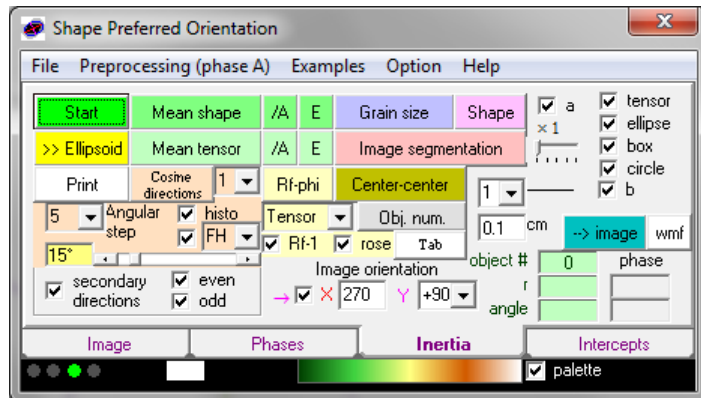 Shape Preferred Orientation
File Preprocessing (phase A) Examples Option Help
Start Mean shape /A E Grain size Shape a tensor
× 1 ellipse
>> Ellipsoid Mean tensor /A E Image segmentation box
circle
Print Cosine directions 1 Rf-phi Center-center 1 b
5 Angular step histo Tensor Obj. num. 0.1 cm --> image wmf
FH Rf-1 rose Tab
15°
Image orientation object # 0 phase
secondary directions even → X 270 Y +90 r
odd angle
Image Phases Inertia Intercepts
palette